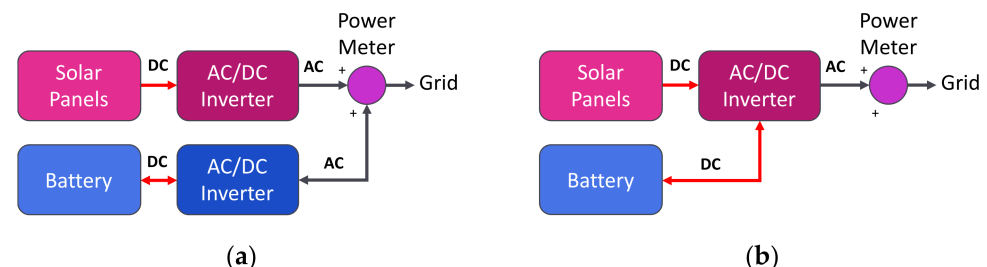 Power
Meter
Solar
Panels
DC
AC/DC
Inverter
AC
+
+
Grid
Battery
DC
AC/DC
Inverter
AC
(a)
Power
Meter
Solar
Panels
DC
AC/DC
Inverter
AC
+
+
Grid
Battery
DC
(b)